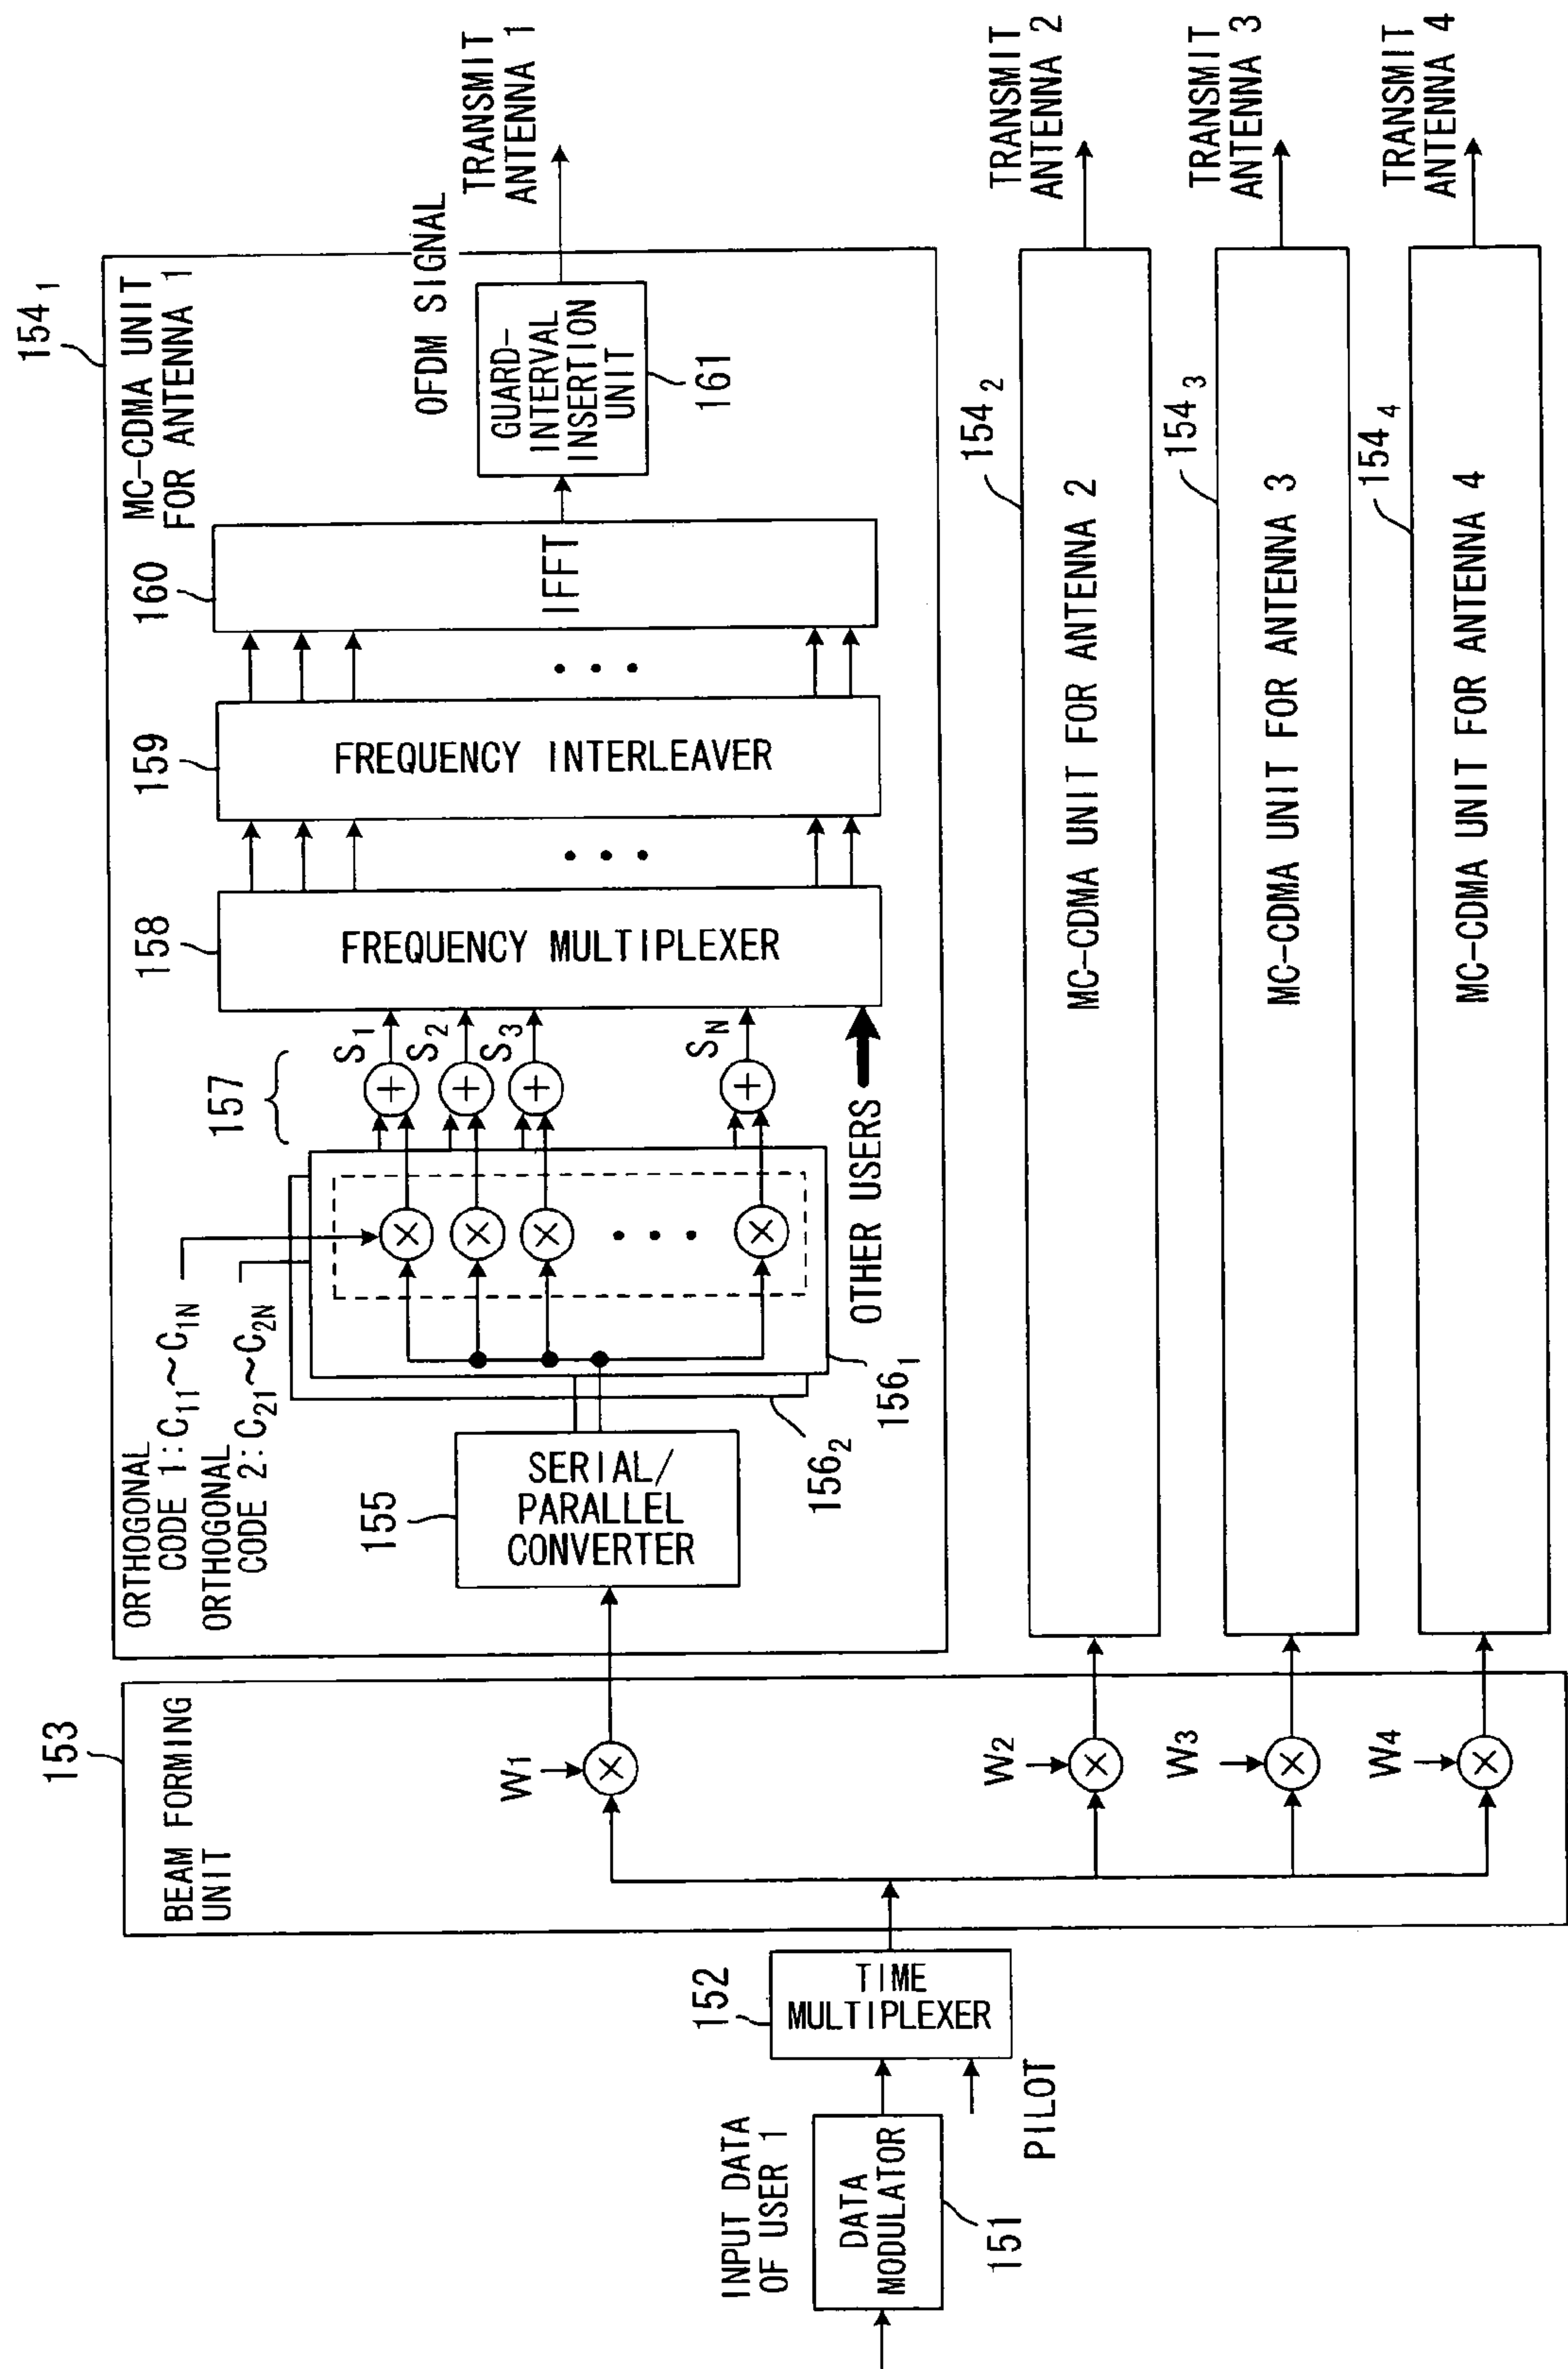 INPUT DATA
OF USER 1
DATA
MODULATOR
151
PILOT
152
TIME
MULTIPLEXER
153
BEAM FORMING
UNIT
W1
W2
W3
W4
154₁
MC-CDMA UNIT
FOR ANTENNA 1
ORTHOGONAL
CODE 1:C₁₁~C₁N
ORTHOGONAL
CODE 2:C₂₁~C₂N
155
SERIAL/
PARALLEL
CONVERTER
156₂
156₁
157
S₁
S₂
S₃
SN
OTHER USERS
158
FREQUENCY MULTIPLEXER
159
FREQUENCY INTERLEAVER
160
IFFT
OFDM SIGNAL
GUARD-
INTERVAL
INSERTION
UNIT
161
TRANSMIT
ANTENNA 1
154₂
MC-CDMA UNIT FOR ANTENNA 2
TRANSMIT
ANTENNA 2
154₃
MC-CDMA UNIT FOR ANTENNA 3
TRANSMIT
ANTENNA 3
154₄
MC-CDMA UNIT FOR ANTENNA 4
TRANSMIT
ANTENNA 4